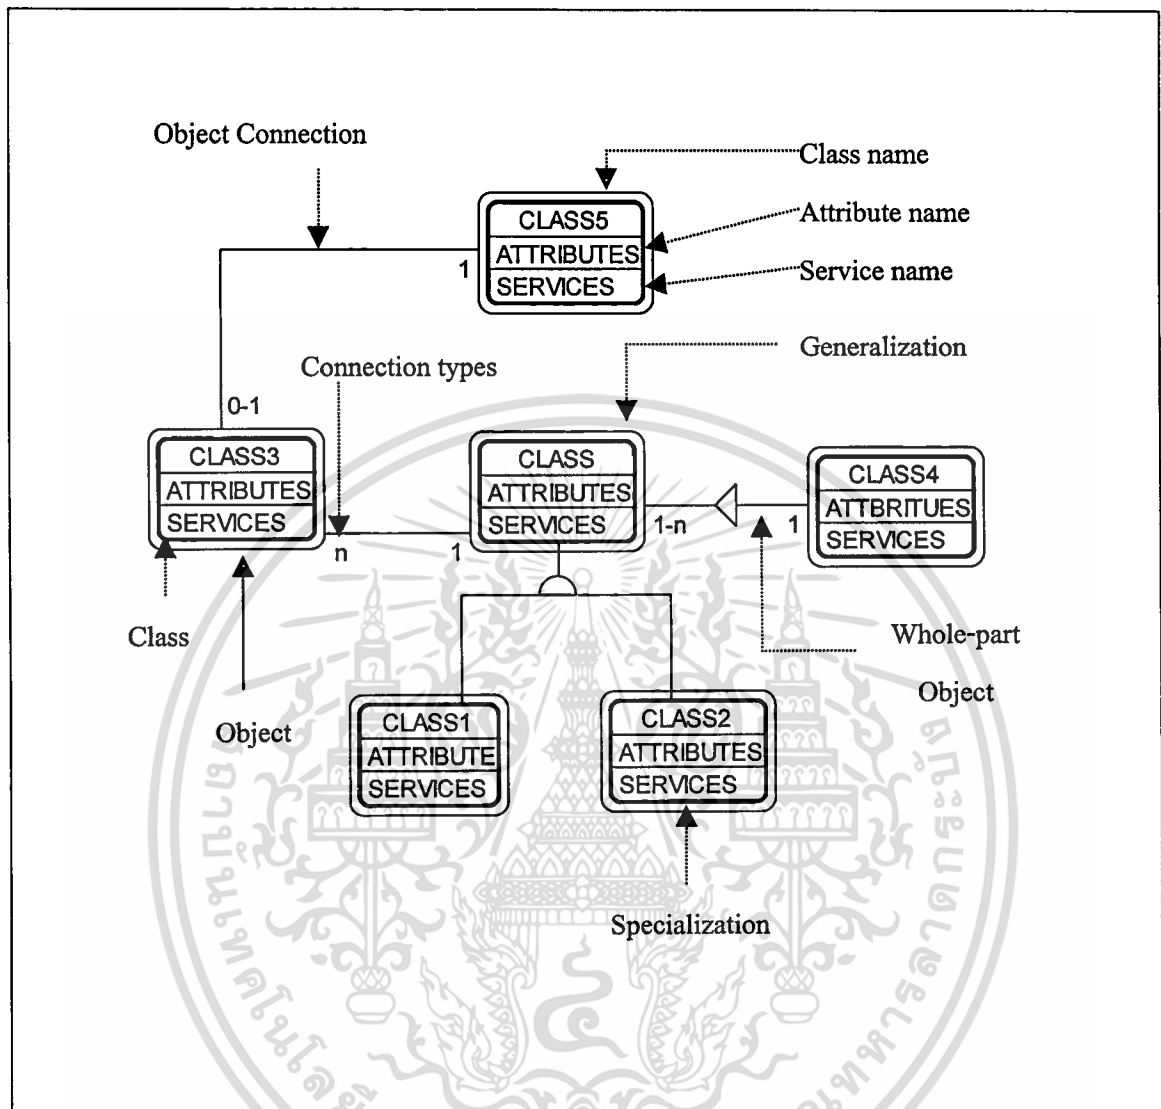 Object Connection
Class name
CLASS5
Attribute name
ATTRIBUTES
Service name
1
SERVICES
Generalization
Connection types
0-1
CLASS3
ATTRIBUTES
SERVICES
n
1
CLASS
ATTRIBUTES
SERVICES
1-n
1
CLASS4
ATTBRITUES
SERVICES
Class
Object
Whole-part
Object
CLASS1
ATTRIBUTE
SERVICES
CLASS2
ATTRIBUTES
SERVICES
Specialization